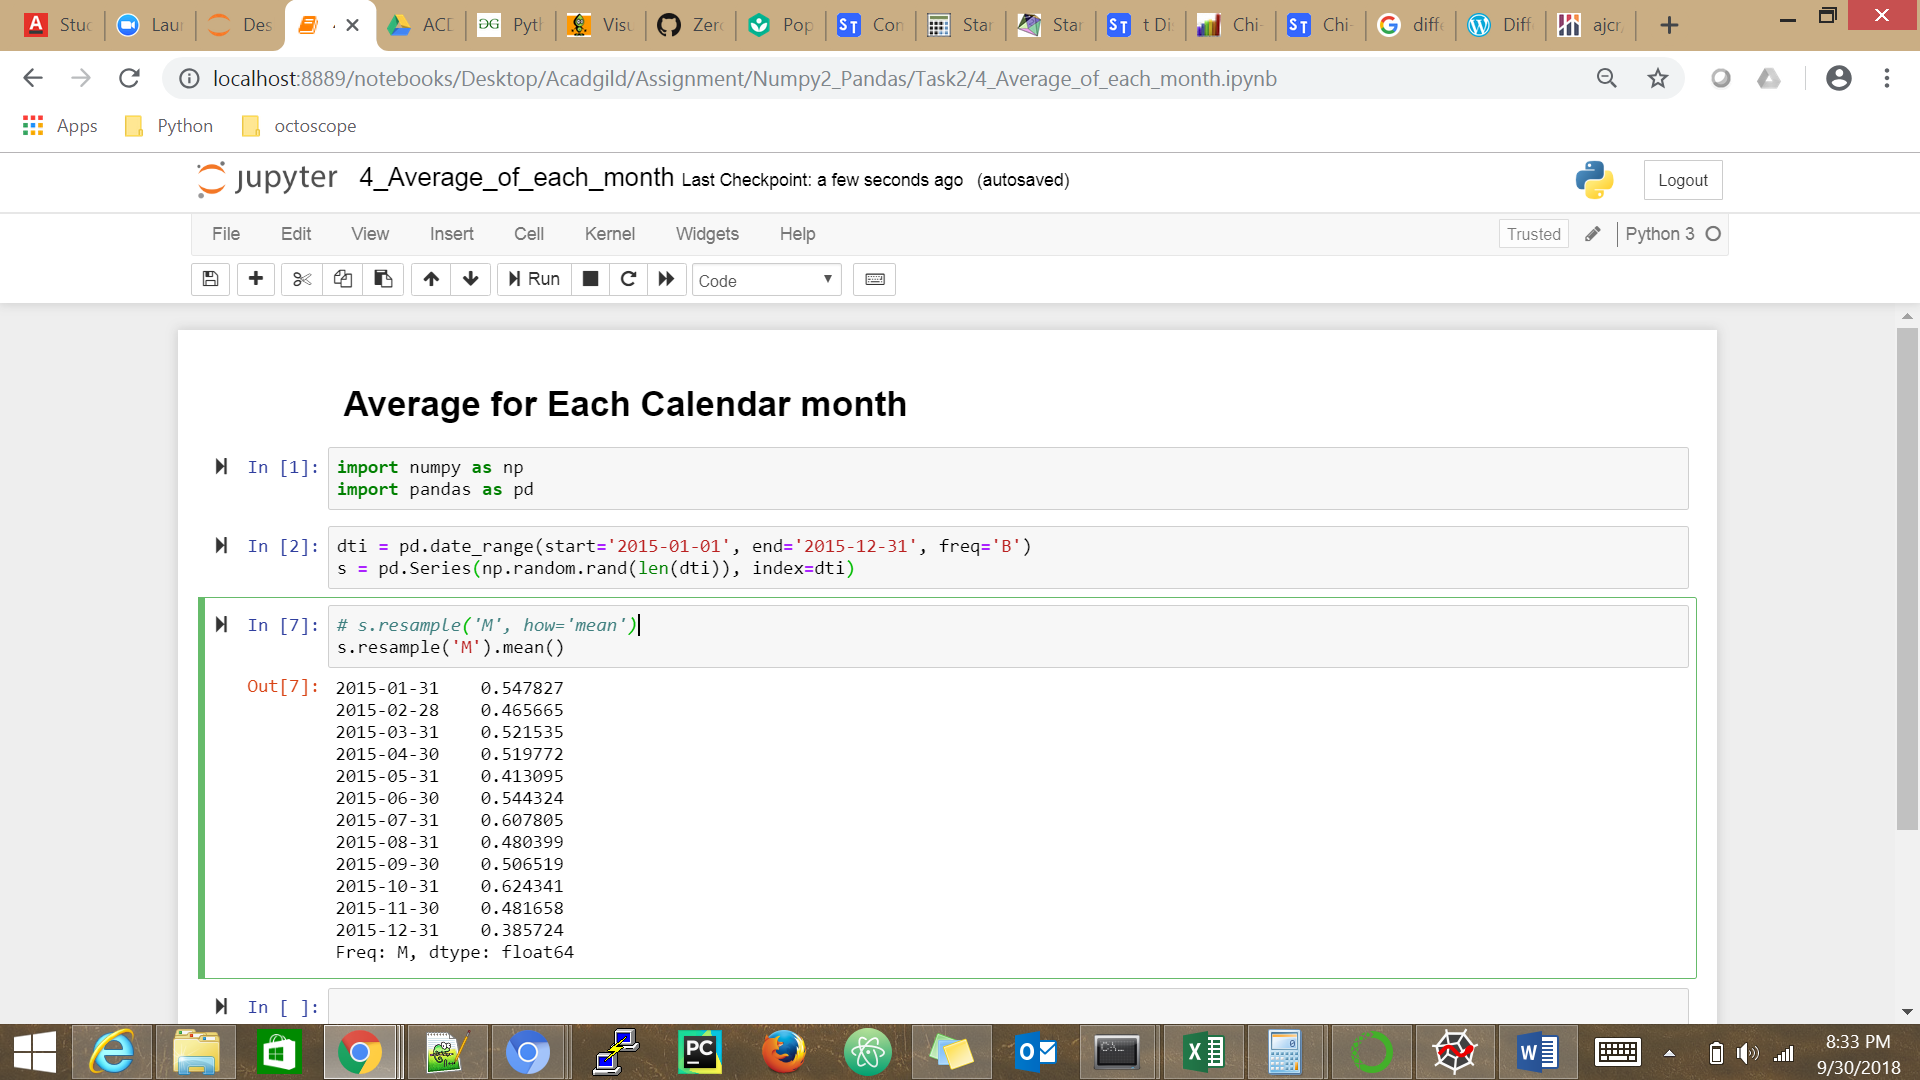 Stuc
Lau
Des
ACD
Pyth
Visu
Zero
Pop
Con
Star
Star
t Di
Chi-
Chi-
diffe
Diffe
ajcr,
localhost:8889/notebooks/Desktop/Acadgild/Assignment/Numpy2_Pandas/Task2/4_Average_of_each_month.ipynb
Apps Python octoscope
jupyter 4_Average_of_each_month Last Checkpoint: a few seconds ago (autosaved)
Logout
File Edit View Insert Cell Kernel Widgets Help
Trusted Python 3
Run Code
Average for Each Calendar month
In [1]: import numpy as np
import pandas as pd
In [2]: dti = pd.date_range(start='2015-01-01', end='2015-12-31', freq='B')
s = pd.Series(np.random.rand(len(dti)), index=dti)
In [7]: # s.resample('M', how='mean')
s.resample('M').mean()
Out[7]: 2015-01-31 0.547827
2015-02-28 0.465665
2015-03-31 0.521535
2015-04-30 0.519772
2015-05-31 0.413095
2015-06-30 0.544324
2015-07-31 0.607805
2015-08-31 0.480399
2015-09-30 0.506519
2015-10-31 0.624341
2015-11-30 0.481658
2015-12-31 0.385724
Freq: M, dtype: float64
In [ ]:
8:33 PM
9/30/2018